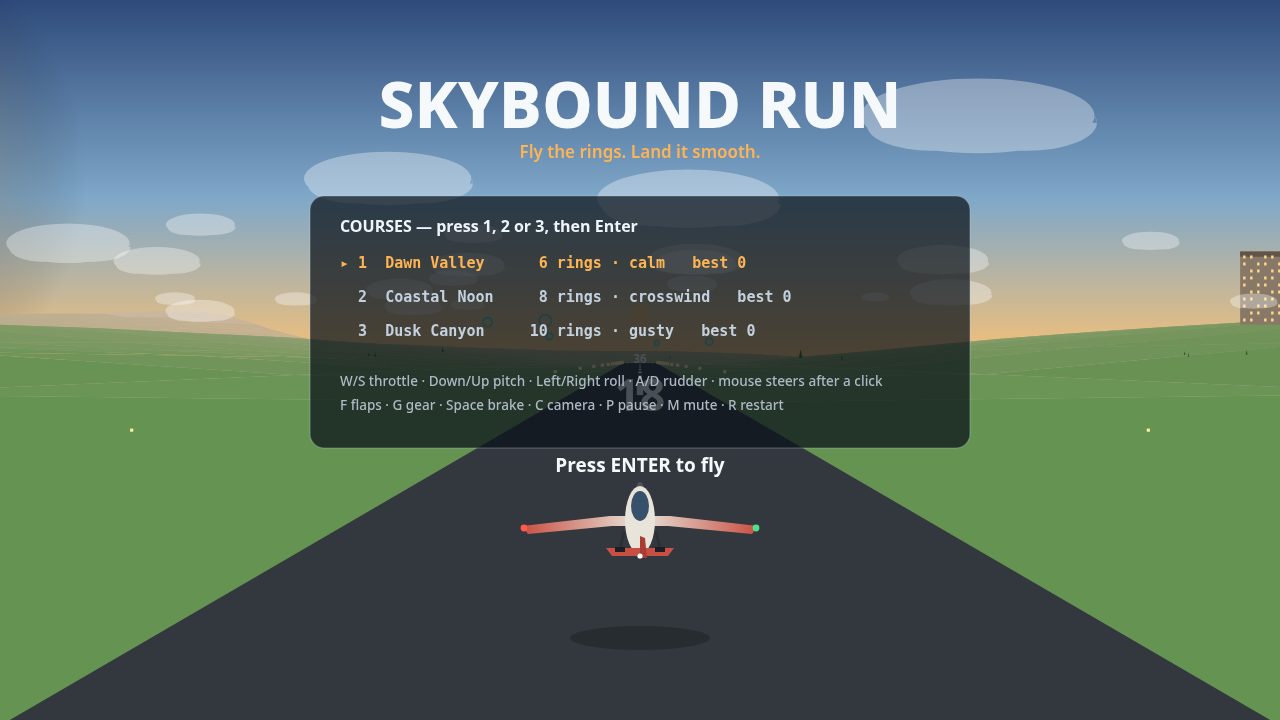 SKYBOUND RUN
Fly the rings. Land it smooth.
COURSES — press 1, 2 or 3, then Enter
▸ 1 Dawn Valley 6 rings · calm best 0
2 Coastal Noon 8 rings · crosswind best 0
3 Dusk Canyon 10 rings · gusty best 0
36
W/S throttle · Down/Up pitch · Left/Right roll · A/D rudder · mouse steers after a click
18
F flaps · G gear · Space brake · C camera · P pause · M mute · R restart
Press ENTER to fly